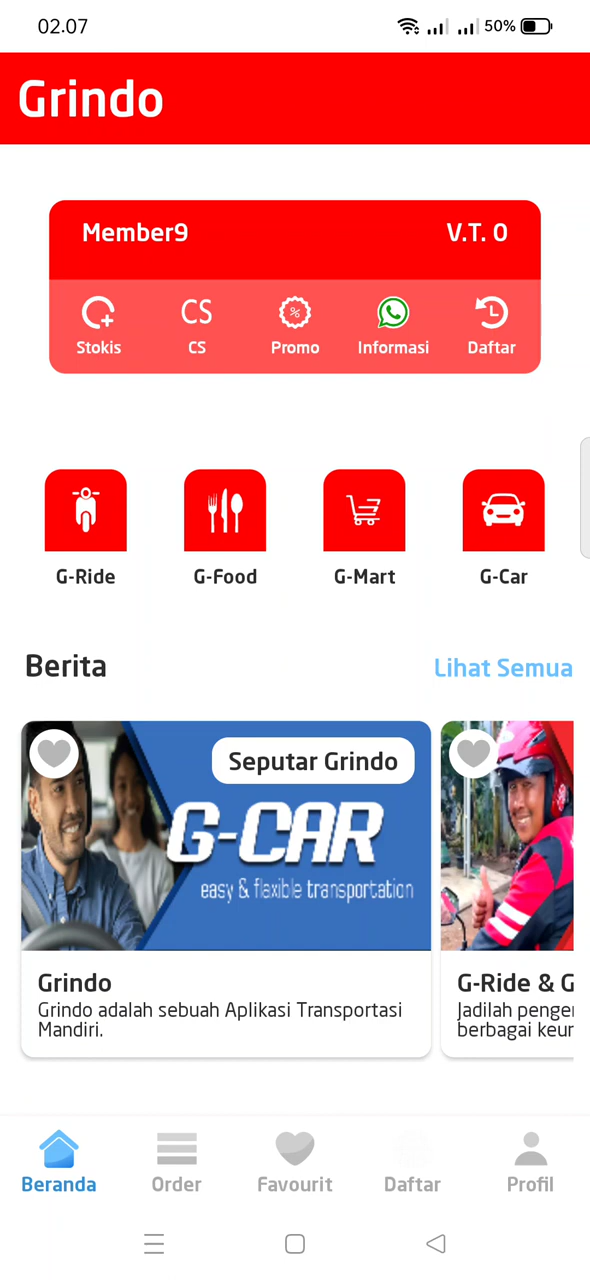 02.07
50%
Grindo
Member9
V.T. 0
Stokis
CS
CS
Promo
Informasi
Daftar
G-Ride
G-Food
G-Mart
G-Car
Berita
Lihat Semua
Seputar Grindo
G-CAR
easy & flexible transportation
Grindo
Grindo adalah sebuah Aplikasi Transportasi
Mandiri.
G-Ride & G
Jadilah
berbagai
Beranda
Order
Favourit
Daftar
Profil